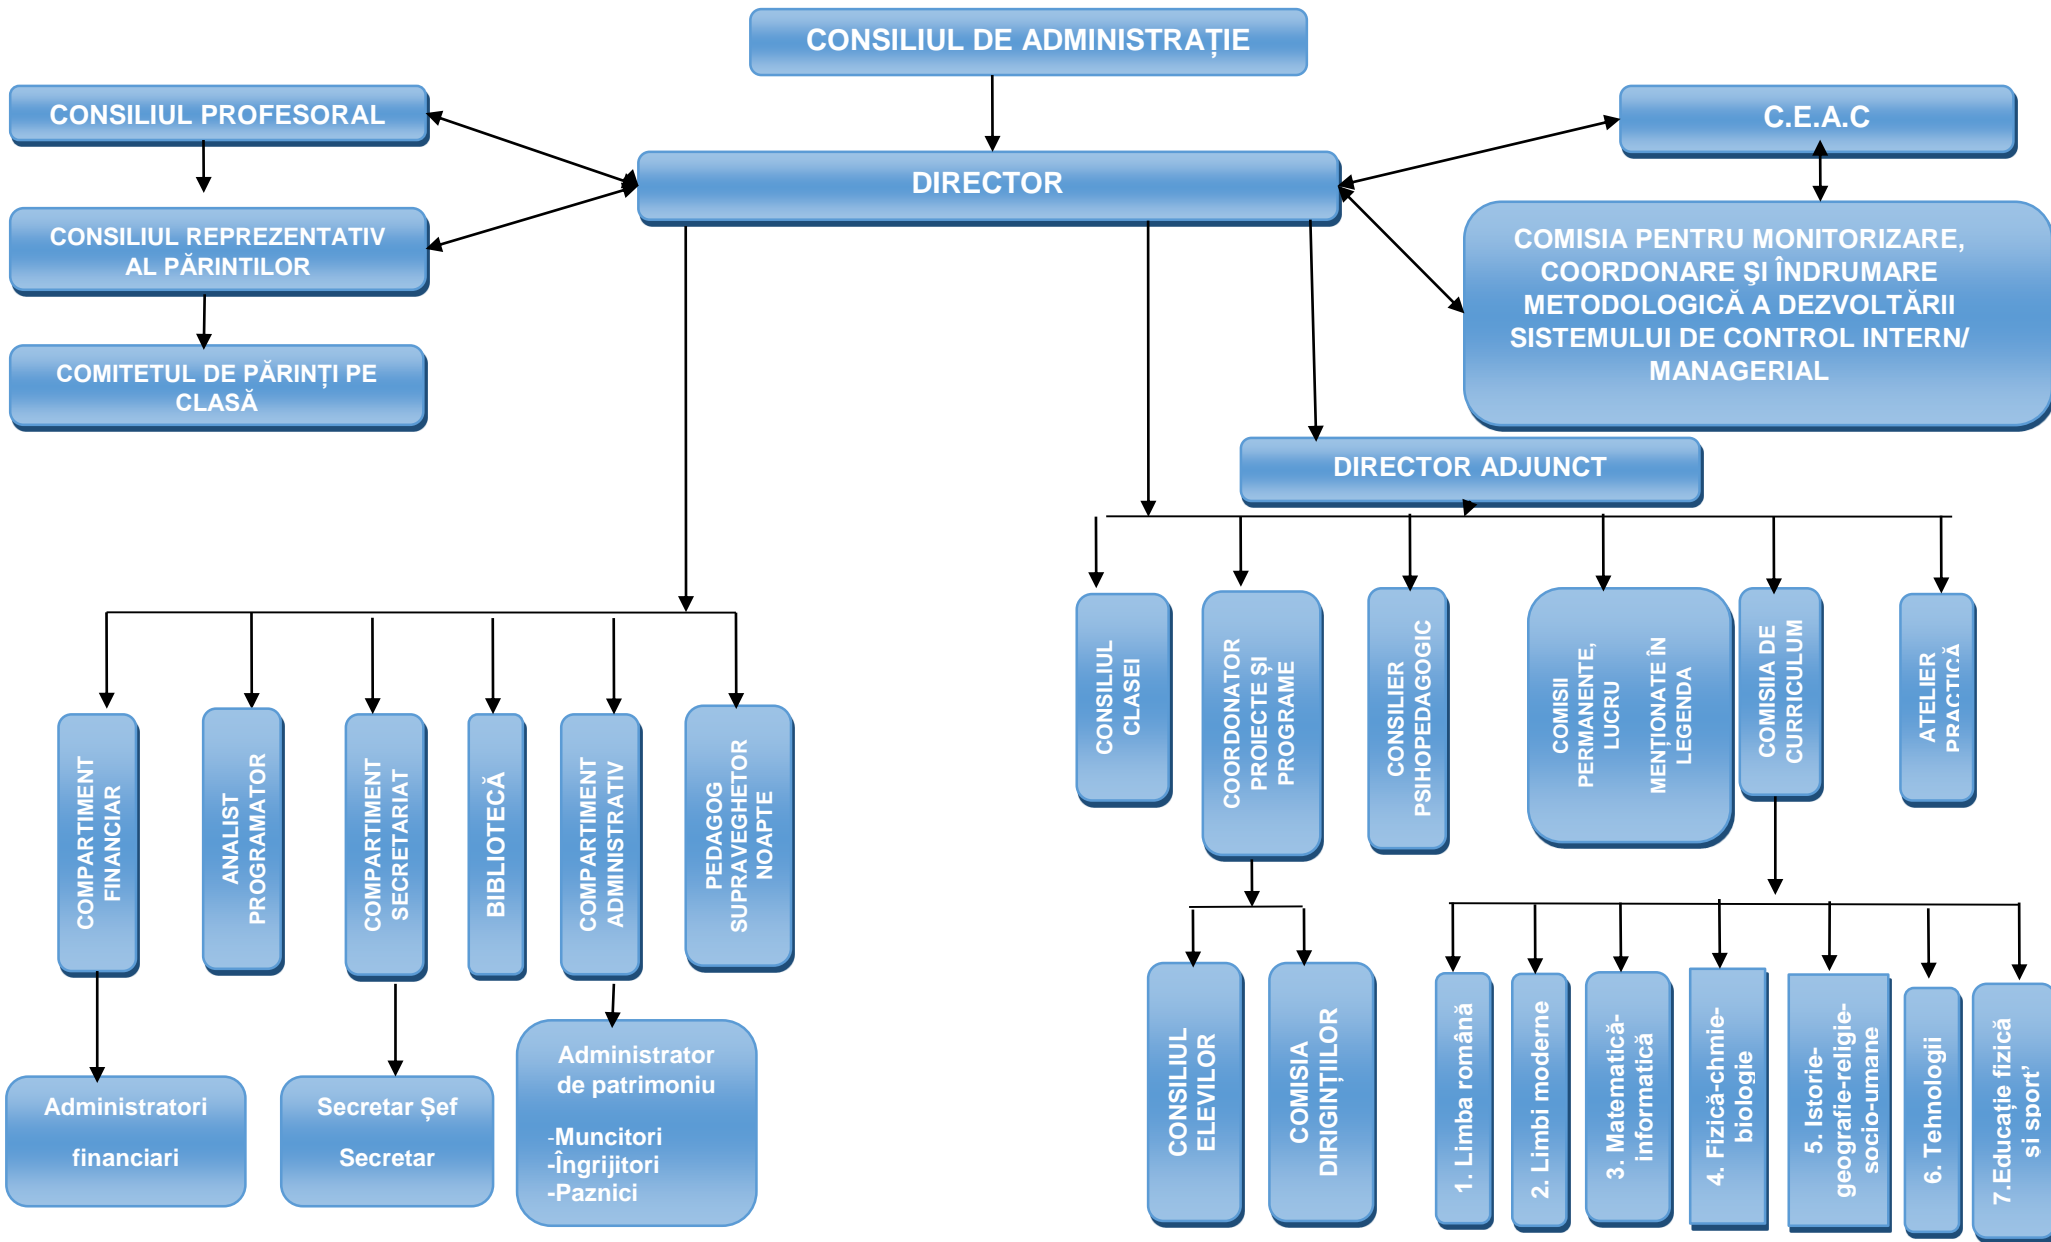 CONSILIUL DE ADMINISTRAȚIE
CONSILIUL PROFESORAL
C.E.A.C
DIRECTOR
CONSILIUL REPREZENTATIV
AL PĂRINTILOR
COMISIA PENTRU MONITORIZARE,
COORDONARE ŞI ÎNDRUMARE
METODOLOGICĂ A DEZVOLTĂRII
SISTEMULUI DE CONTROL INTERN/
MANAGERIAL
COMITETUL DE PĂRINȚI PE
CLASĂ
DIRECTOR ADJUNCT
COMPARTIMENT
FINANCIAR
ANALIST
PROGRAMATOR
COMPARTIMENT
SECRETARIAT
BIBLIOTECĂ
COMPARTIMENT
ADMINISTRATIV
PEDAGOG
SUPRAVEGHETOR
NOAPTE
CONSILIUL
CLASEI
COORDONATOR
PROIECTE ȘI
PROGRAME
CONSILIER
PSIHOPEDAGOGIC
COMISII
PERMANENTE,
LUCRU
MENȚIONATE ÎN
LEGENDA
COMISIIA DE
CURRICULUM
ATELIER
PRACTICĂ
Administratori
financiari
Secretar Șef
Secretar
Administrator
de patrimoniu
-Muncitori
-Îngrijitori
-Paznici
CONSILIUL
ELEVILOR
COMISIA
DIRIGINȚIILOR
1. Limba română
2. Limbi moderne
3. Matematică-
informatică
4. Fizică-chmie-
biologie
5. Istorie-
geografie-religie-
socio-umane
6. Tehnologii
7.Educație fizică
și sport’